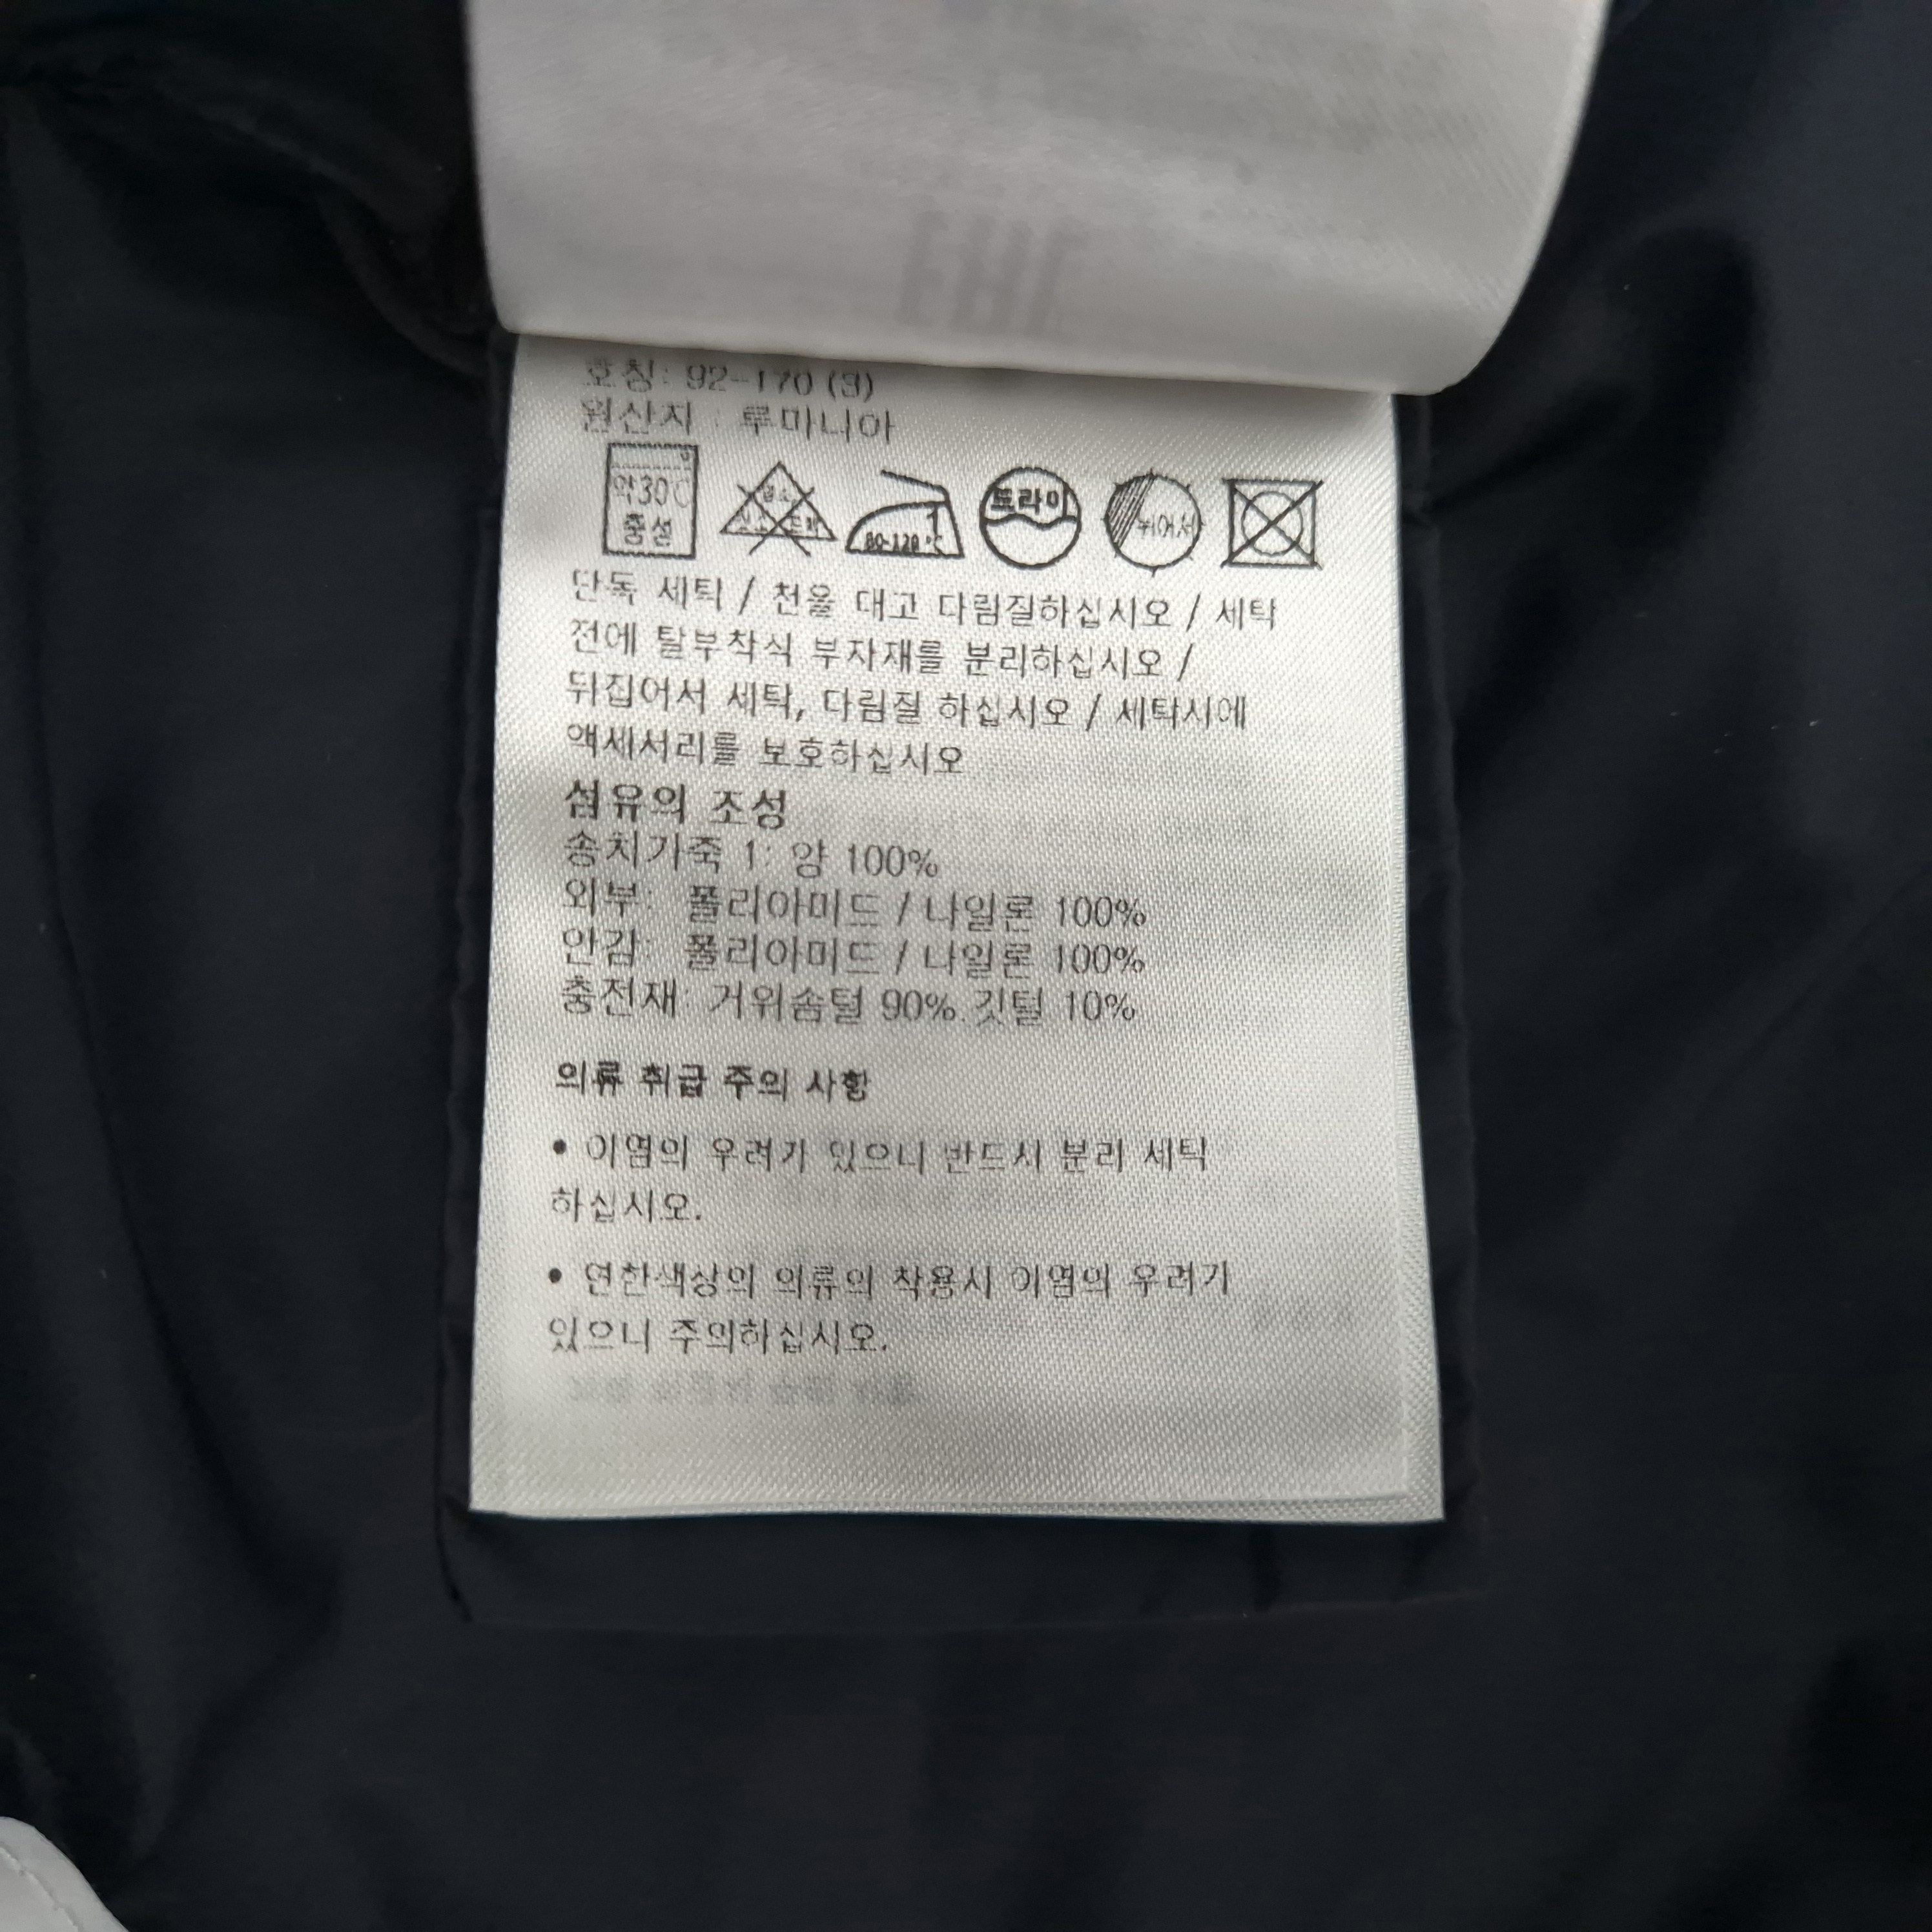 호칭: 92-170 (3)
원산지 : 루마니아
약30℃
중성
염소
산소 표백
80-120℃
드라이
뉘어서
단독 세탁 / 천을 대고 다림질하십시오 / 세탁
전에 탈부착식 부자재를 분리하십시오 /
뒤집어서 세탁, 다림질 하십시오 / 세탁시에
액세서리를 보호하십시오
섬유의 조성
송치가죽 1: 양 100%
외부: 폴리아미드 / 나일론 100%
안감: 폴리아미드 / 나일론 100%
충전재: 거위솜털 90%, 깃털 10%
의류 취급 주의 사항
• 이염의 우려가 있으니 반드시 분리 세탁
하십시오.
• 연한색상의 의류의 착용시 이염의 우려가
있으니 주의하십시오.